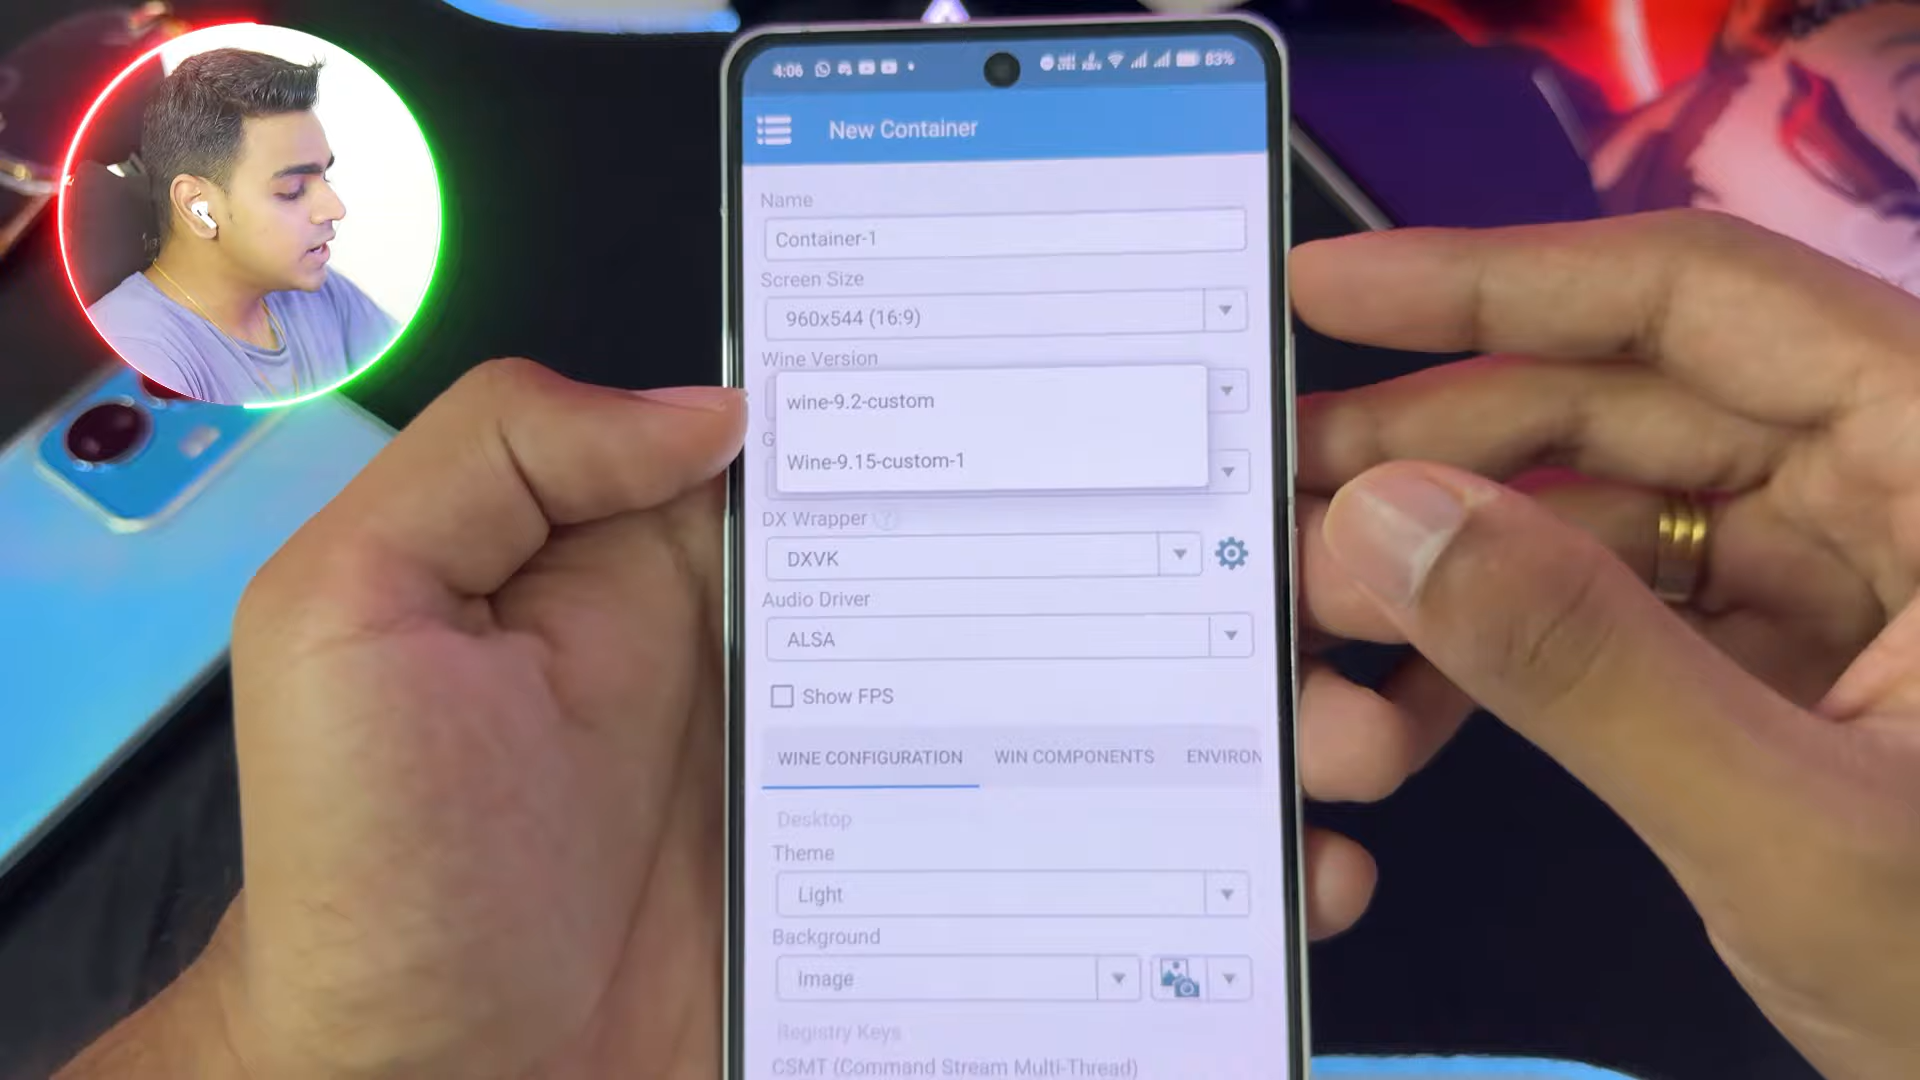 4:06
83%
New Container
Name
Container-1
Screen Size
960x544 (16:9)
Wine Version
wine-9.2-custom
Wine-9.15-custom-1
G
DX Wrapper ?
DXVK
Audio Driver
ALSA
Show FPS
WINE CONFIGURATION WIN COMPONENTS ENVIRON
Desktop
Theme
Light
Background
Image
Registry Keys
CSMT (Command Stream Multi-Thread)